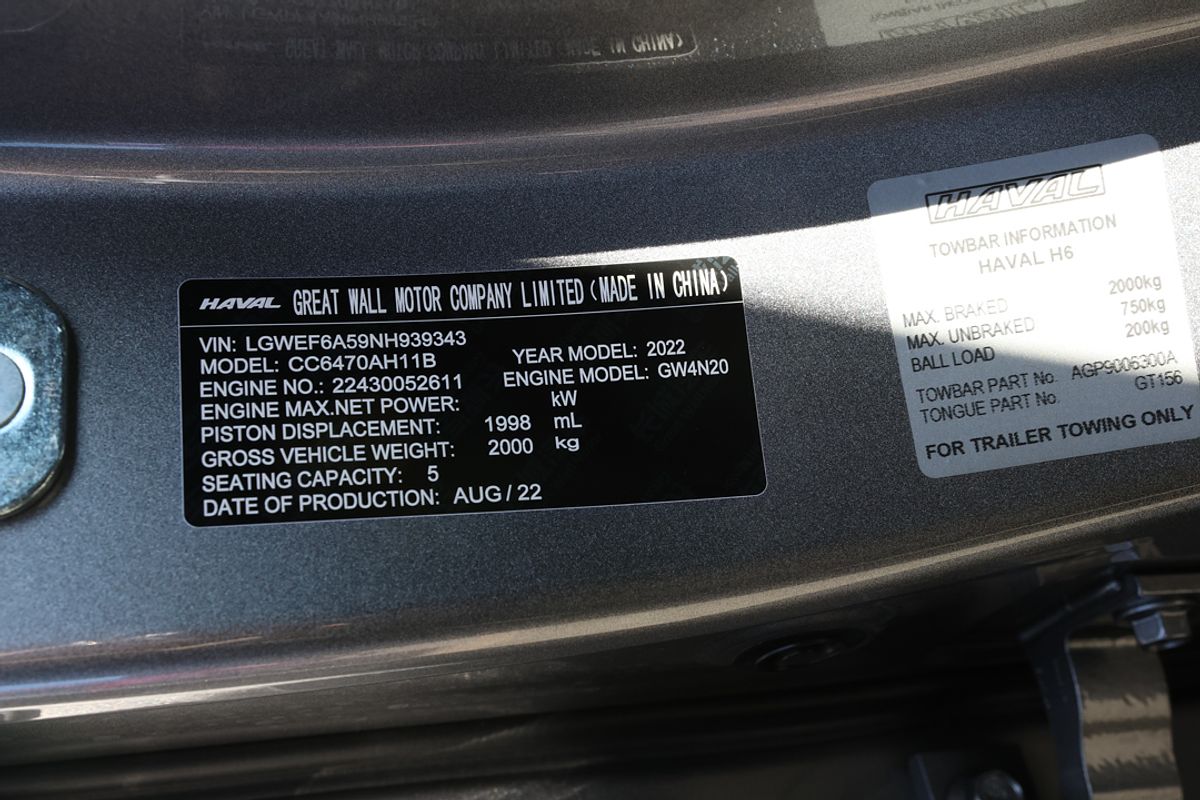 HAVAL GREAT WALL MOTOR COMPANY LIMITED (MADE IN CHINA)
VIN: LGWEF6A59NH939343
MODEL: CC6470AH11B YEAR MODEL: 2022
ENGINE NO.: 22430052611 ENGINE MODEL: GW4N20
ENGINE MAX.NET POWER: kW
PISTON DISPLACEMENT: 1998 mL
GROSS VEHICLE WEIGHT: 2000 kg
SEATING CAPACITY: 5
DATE OF PRODUCTION: AUG / 22
HAVAL
TOWBAR INFORMATION
HAVAL H6
MAX. BRAKED 2000kg
MAX. UNBRAKED 750kg
BALL LOAD 200kg
TOWBAR PART No. AGP9006300A
TONGUE PART No. GT156
FOR TRAILER TOWING ONLY